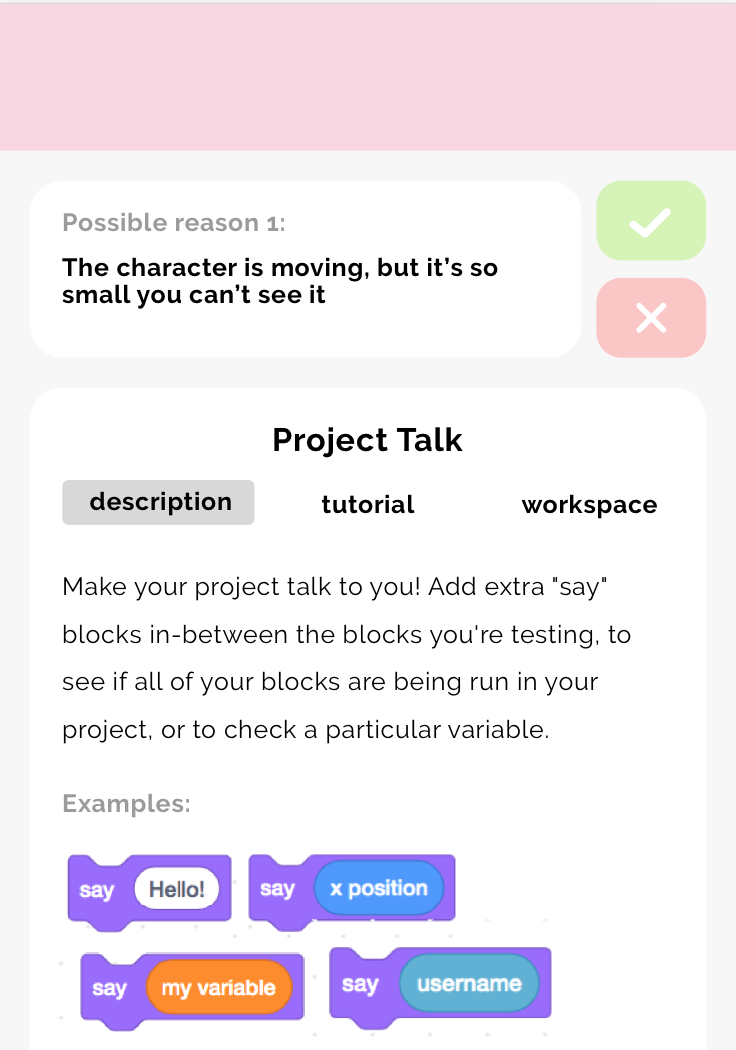 Possible reason 1:
The character is moving, but it’s so
small you can’t see it
Project Talk
description tutorial workspace
Make your project talk to you! Add extra "say"
blocks in-between the blocks you're testing, to
see if all of your blocks are being run in your
project, or to check a particular variable.
Examples:
say Hello! say x position
say my variable say username